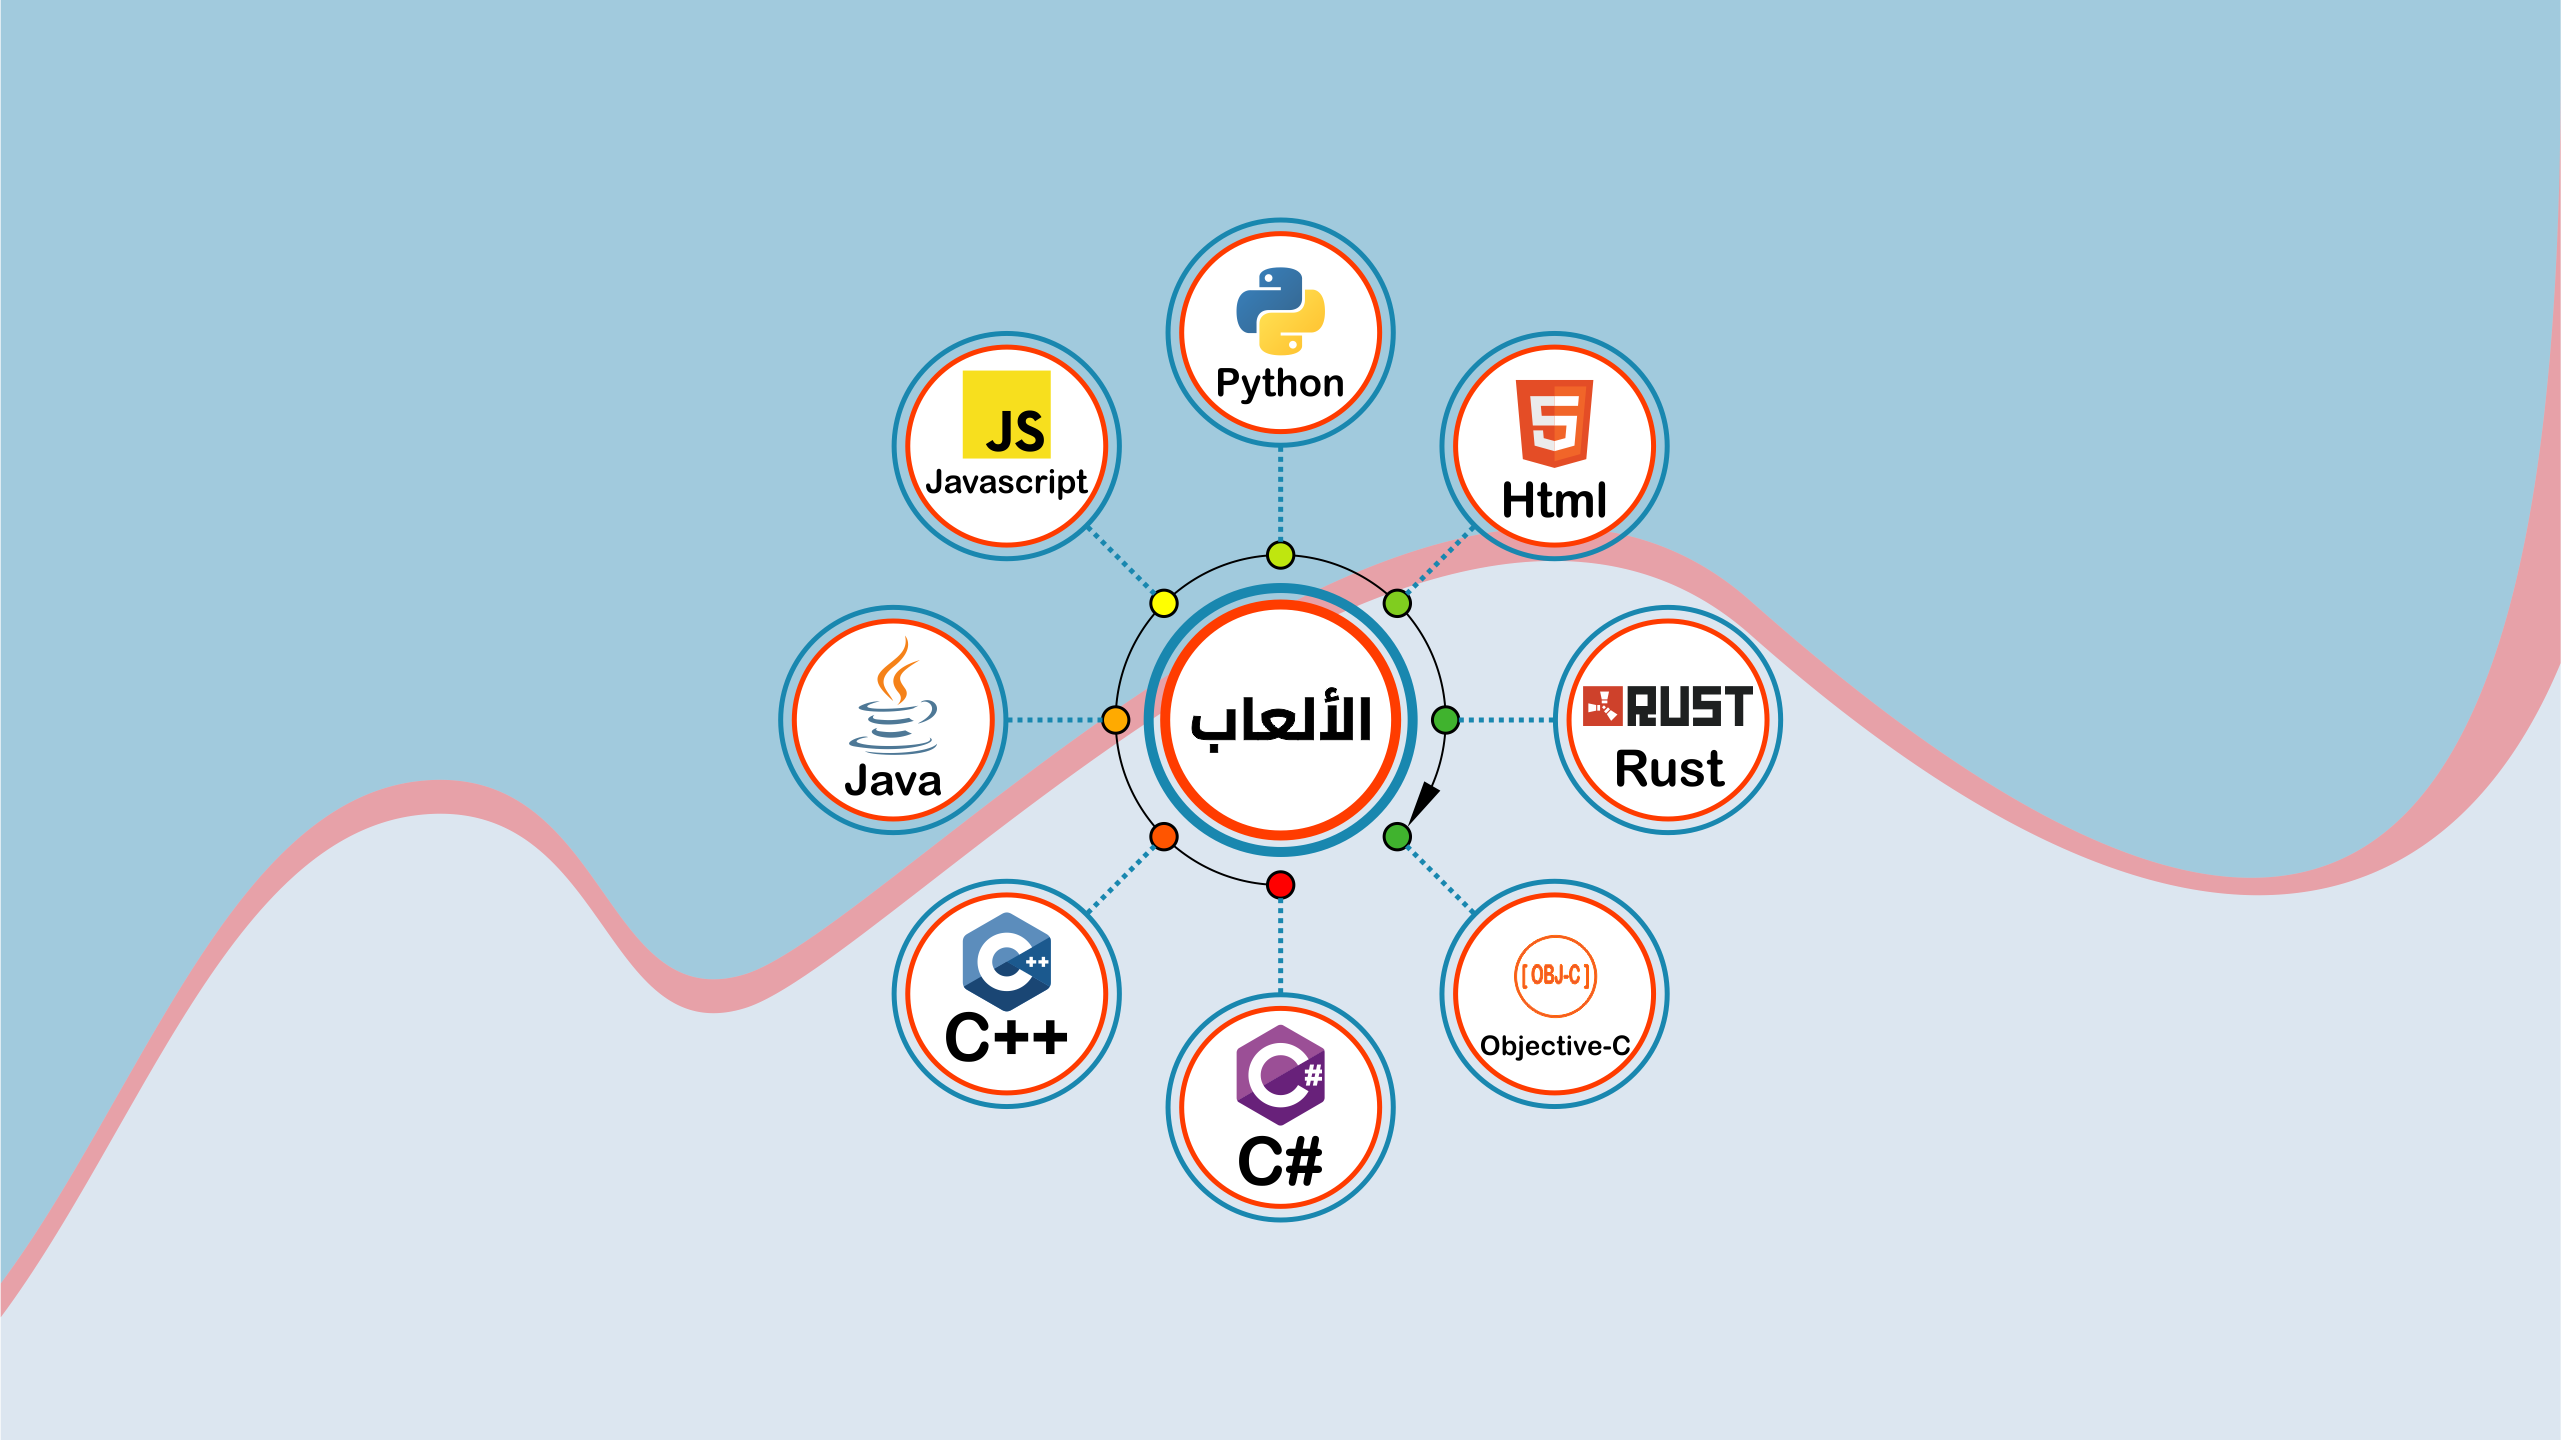 Python
JS
Javascript
Html
الألعاب
Java
RUST
Rust
C++
C++
[ OBJ-C ]
Objective-C
C#
C#